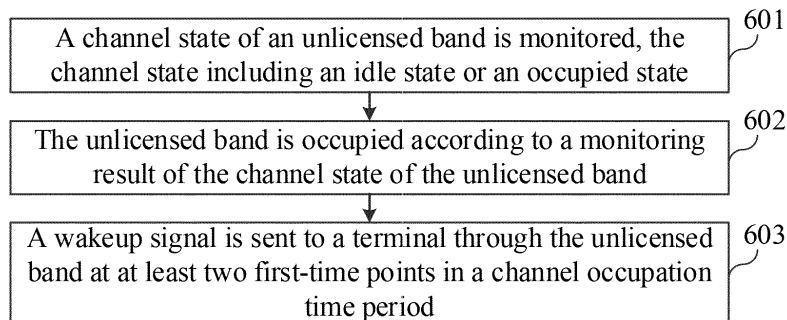 601
A channel state of an unlicensed band is monitored, the
channel state including an idle state or an occupied state
602
The unlicensed band is occupied according to a monitoring
result of the channel state of the unlicensed band
603
A wakeup signal is sent to a terminal through the unlicensed
band at at least two first-time points in a channel occupation
time period